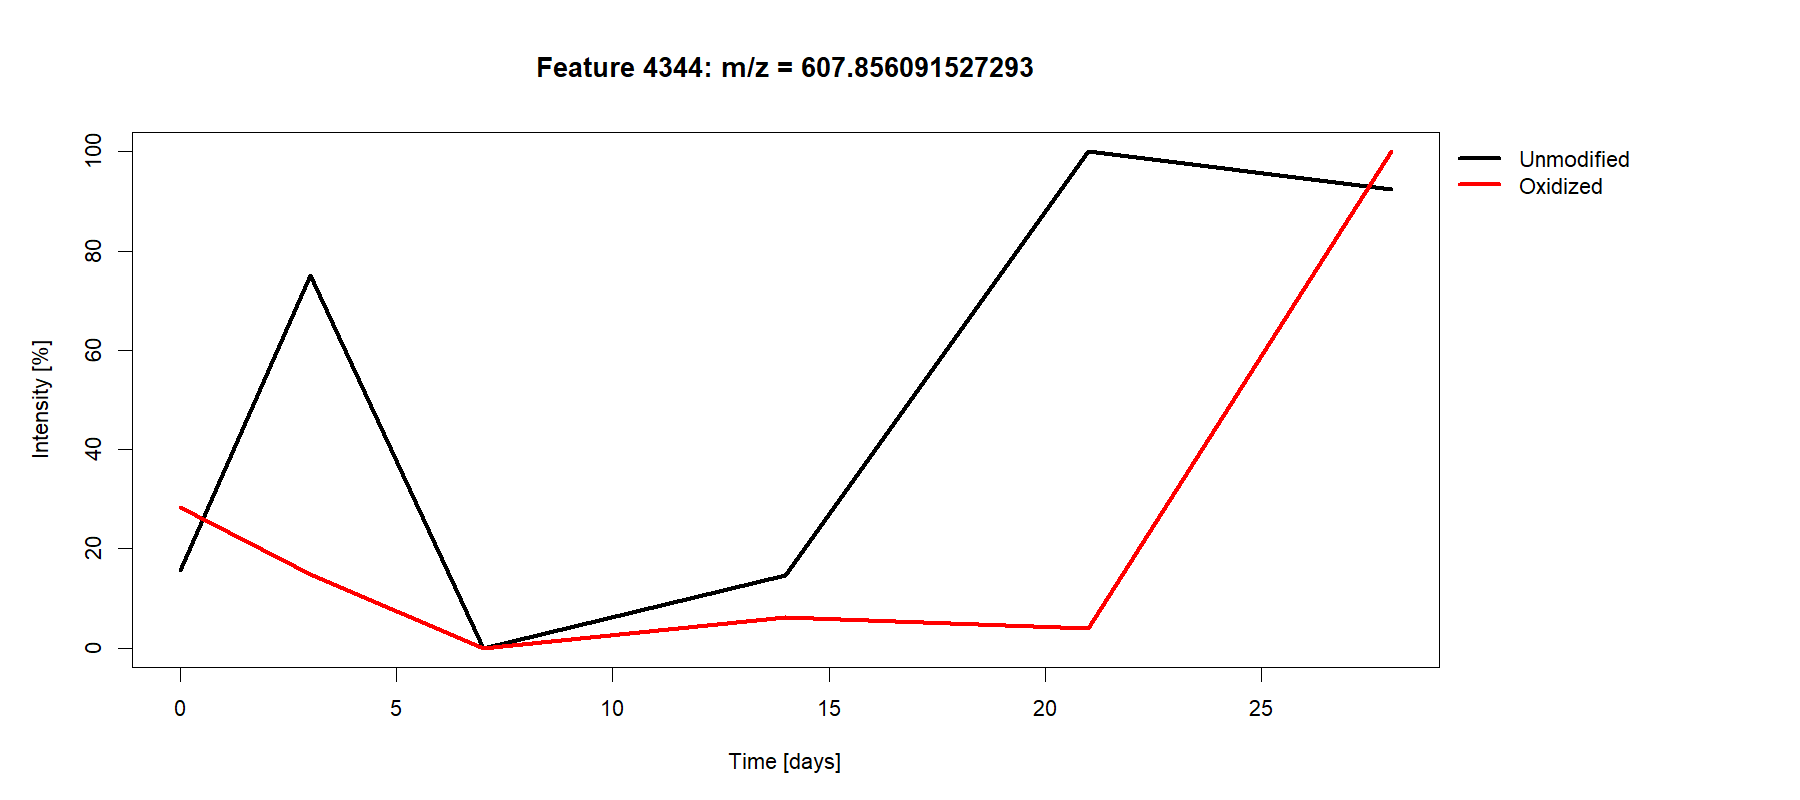 Feature 4344: m/z = 607.856091527293
Unmodified
Oxidized
Intensity [%]
100
80
60
40
20
0
0 5 10 15 20 25
Time [days]